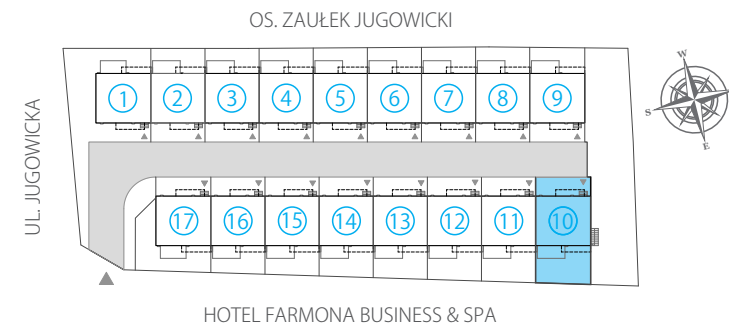 OS. ZAUŁEK JUGOWICKI
W
S
E
UL. JUGOWICKA
1 2 3 4 5 6 7 8 9
17 16 15 14 13 12 11 10
HOTEL FARMONA BUSINESS & SPA